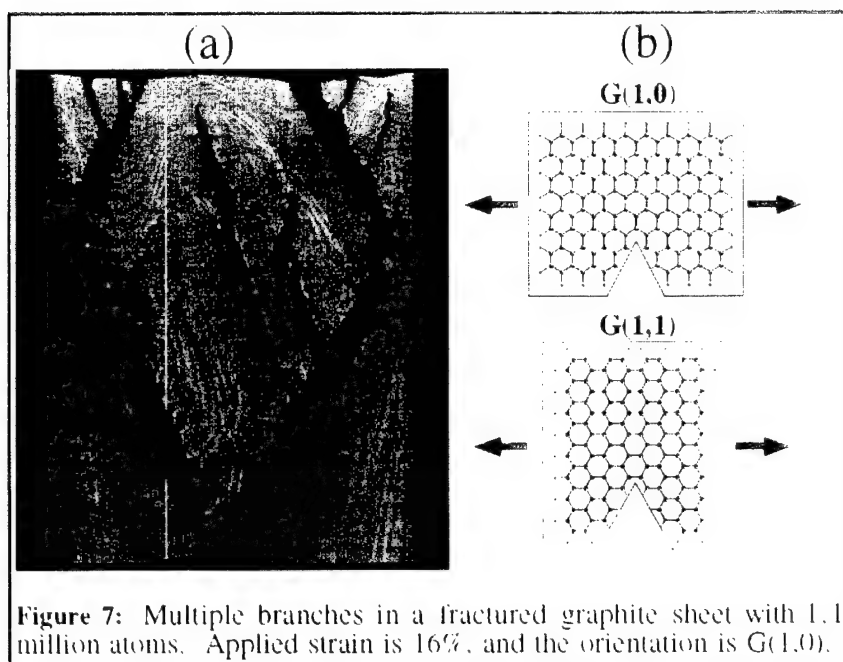 (a)
(b)
G(1,0)
G(1,1)
Figure 7: Multiple branches in a fractured graphite sheet with 1.1
million atoms. Applied strain is 16%, and the orientation is G(1,0).